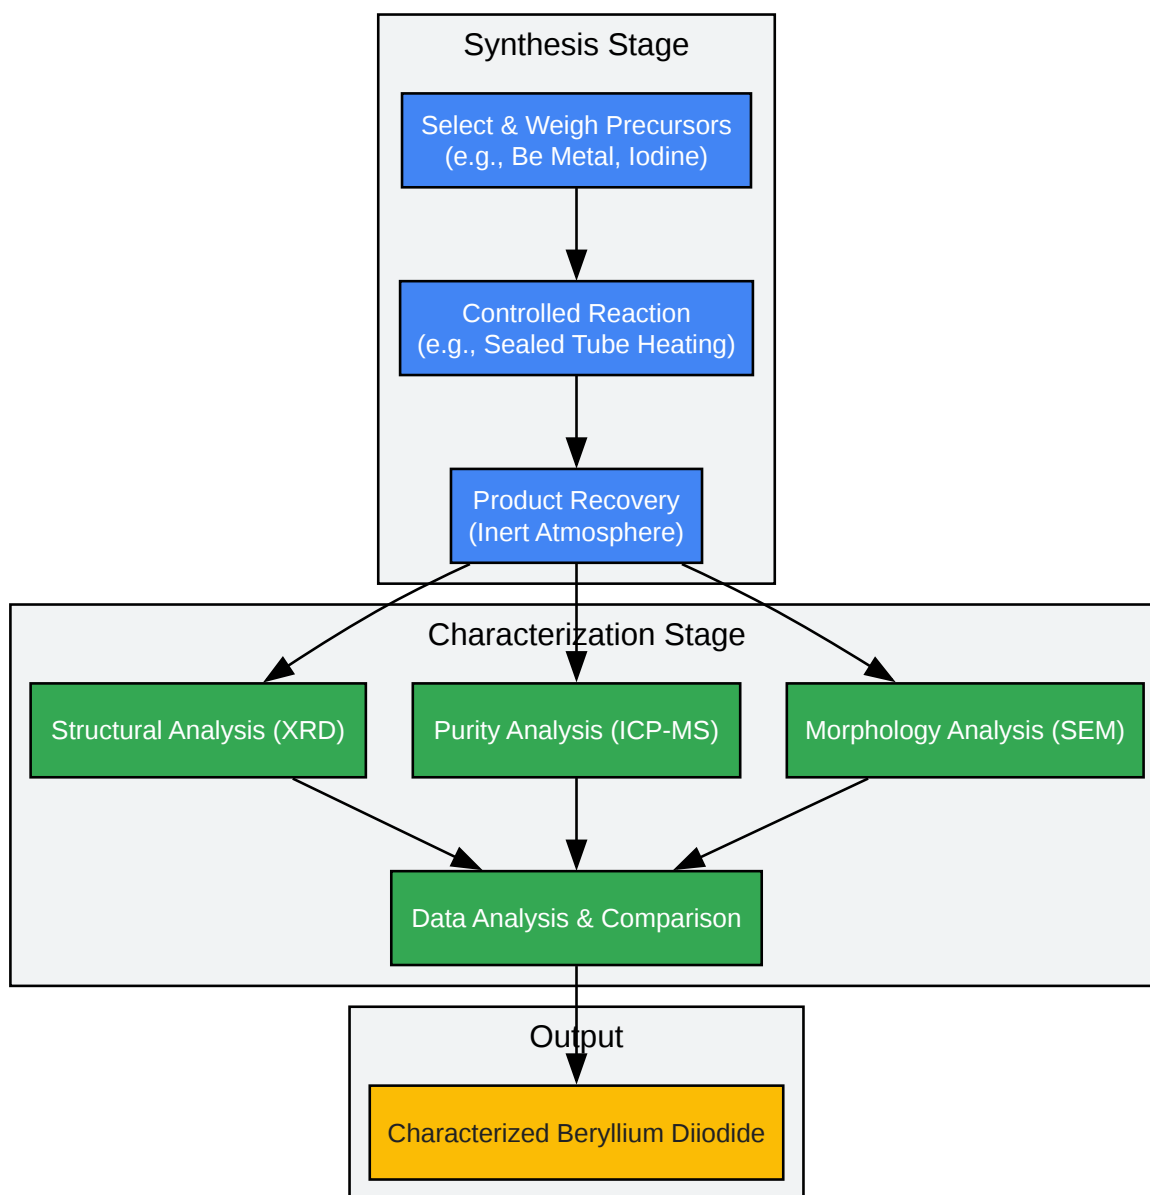 Synthesis Stage
Select & Weigh Precursors
(e.g., Be Metal, Iodine)
Controlled Reaction
(e.g., Sealed Tube Heating)
Product Recovery
(Inert Atmosphere)
Characterization Stage
Structural Analysis (XRD)
Purity Analysis (ICP-MS)
Morphology Analysis (SEM)
Data Analysis & Comparison
Output
Characterized Beryllium Diiodide